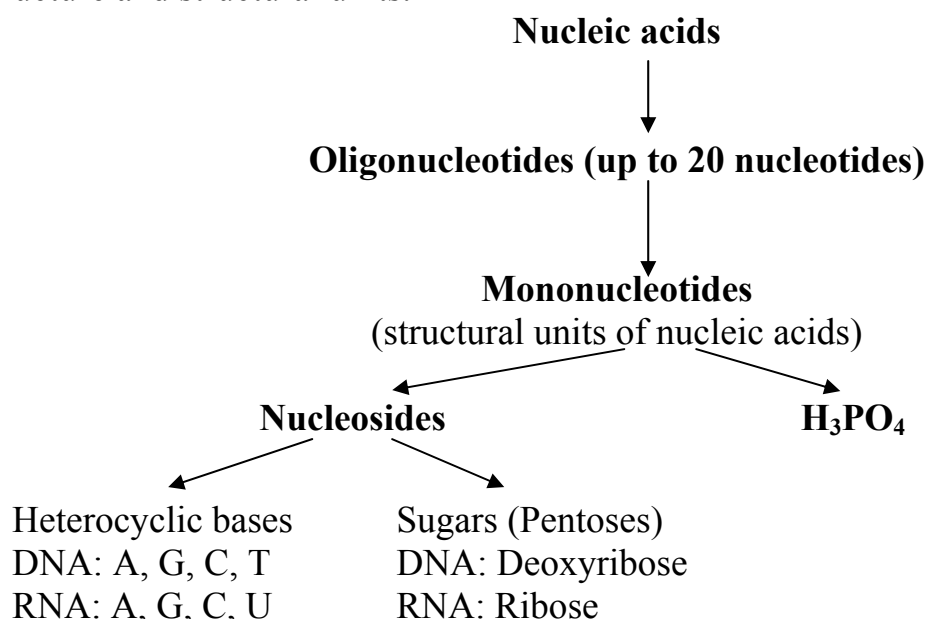 Nucleic acids
Oligonucleotides (up to 20 nucleotides)
Mononucleotides
(structural units of nucleic acids)
Nucleosides H₃PO₄
Heterocyclic bases Sugars (Pentoses)
DNA: A, G, C, T DNA: Deoxyribose
RNA: A, G, C, U RNA: Ribose